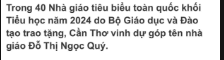 Trong 40 Nhà giáo tiêu biểu toàn quốc khối
Tiểu học năm 2024 do Bộ Giáo dục và Đào
tạo trao tặng, Cần Thơ vinh dự góp tên nhà
giáo Đỗ Thị Ngọc Quý.